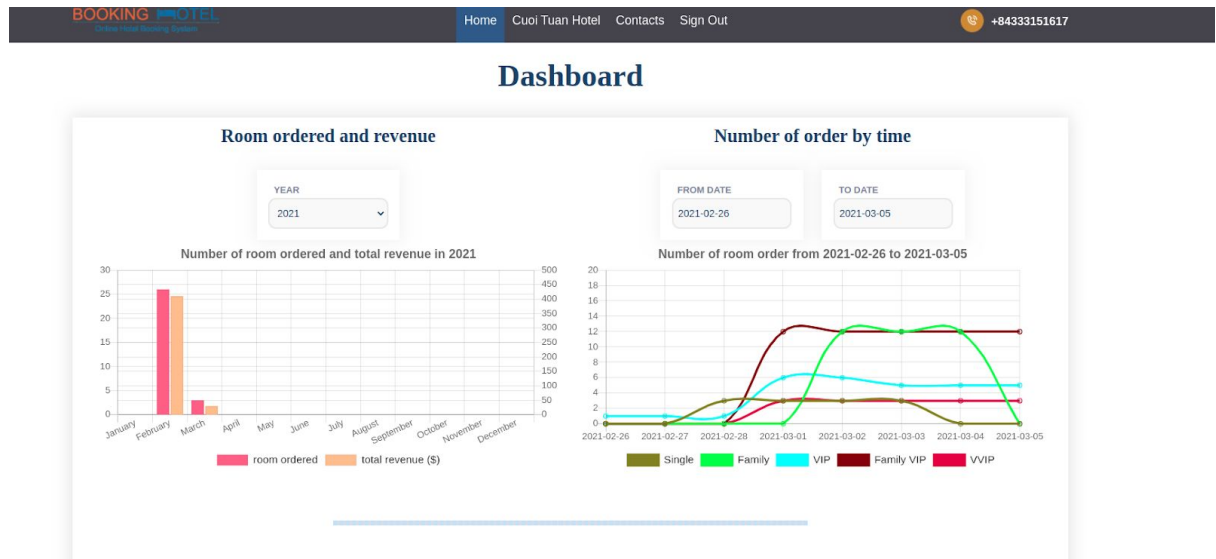 BOOKING HOTEL
Online Hotel Booking System
Home Cuoi Tuan Hotel Contacts Sign Out
+84333151617
Dashboard
Room ordered and revenue
YEAR
2021
Number of room ordered and total revenue in 2021
30
25
20
15
10
5
0
500
450
400
350
300
250
200
150
100
50
0
January February March April May June July August September October November December
room ordered total revenue ($)
Number of order by time
FROM DATE TO DATE
2021-02-26 2021-03-05
Number of room order from 2021-02-26 to 2021-03-05
20
18
16
14
12
10
8
6
4
2
0
2021-02-26 2021-02-27 2021-02-28 2021-03-01 2021-03-02 2021-03-03 2021-03-04 2021-03-05
Single Family VIP Family VIP VVIP